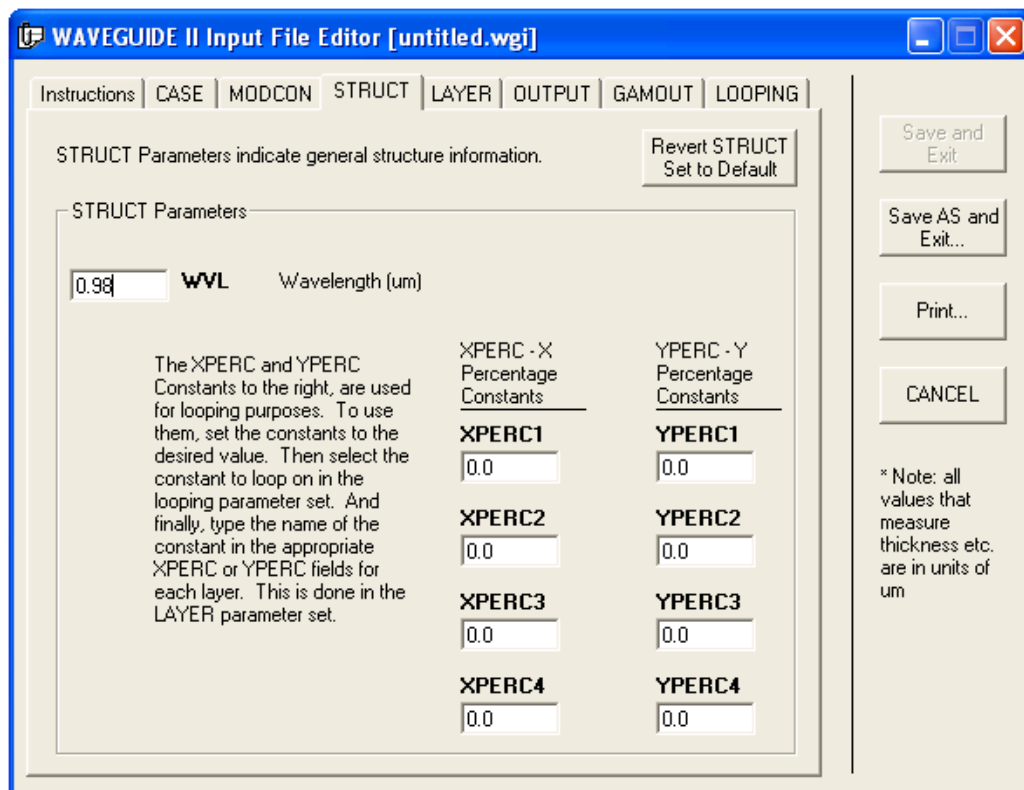 WAVEGUIDE II Input File Editor [untitled.wgi]
Instructions CASE MODCON STRUCT LAYER OUTPUT GAMOUT LOOPING
STRUCT Parameters indicate general structure information.
Revert STRUCT
Set to Default
STRUCT Parameters
0.98 WVL Wavelength (um)
The XPERC and YPERC
Constants to the right, are used
for looping purposes. To use
them, set the constants to the
desired value. Then select the
constant to loop on in the
looping parameter set. And
finally, type the name of the
constant in the appropriate
XPERC or YPERC fields for
each layer. This is done in the
LAYER parameter set.
XPERC - X
Percentage
Constants
XPERC1
0.0
XPERC2
0.0
XPERC3
0.0
XPERC4
0.0
YPERC - Y
Percentage
Constants
YPERC1
0.0
YPERC2
0.0
YPERC3
0.0
YPERC4
0.0
Save and
Exit
Save AS and
Exit...
Print...
CANCEL
* Note: all
values that
measure
thickness etc.
are in units of
um